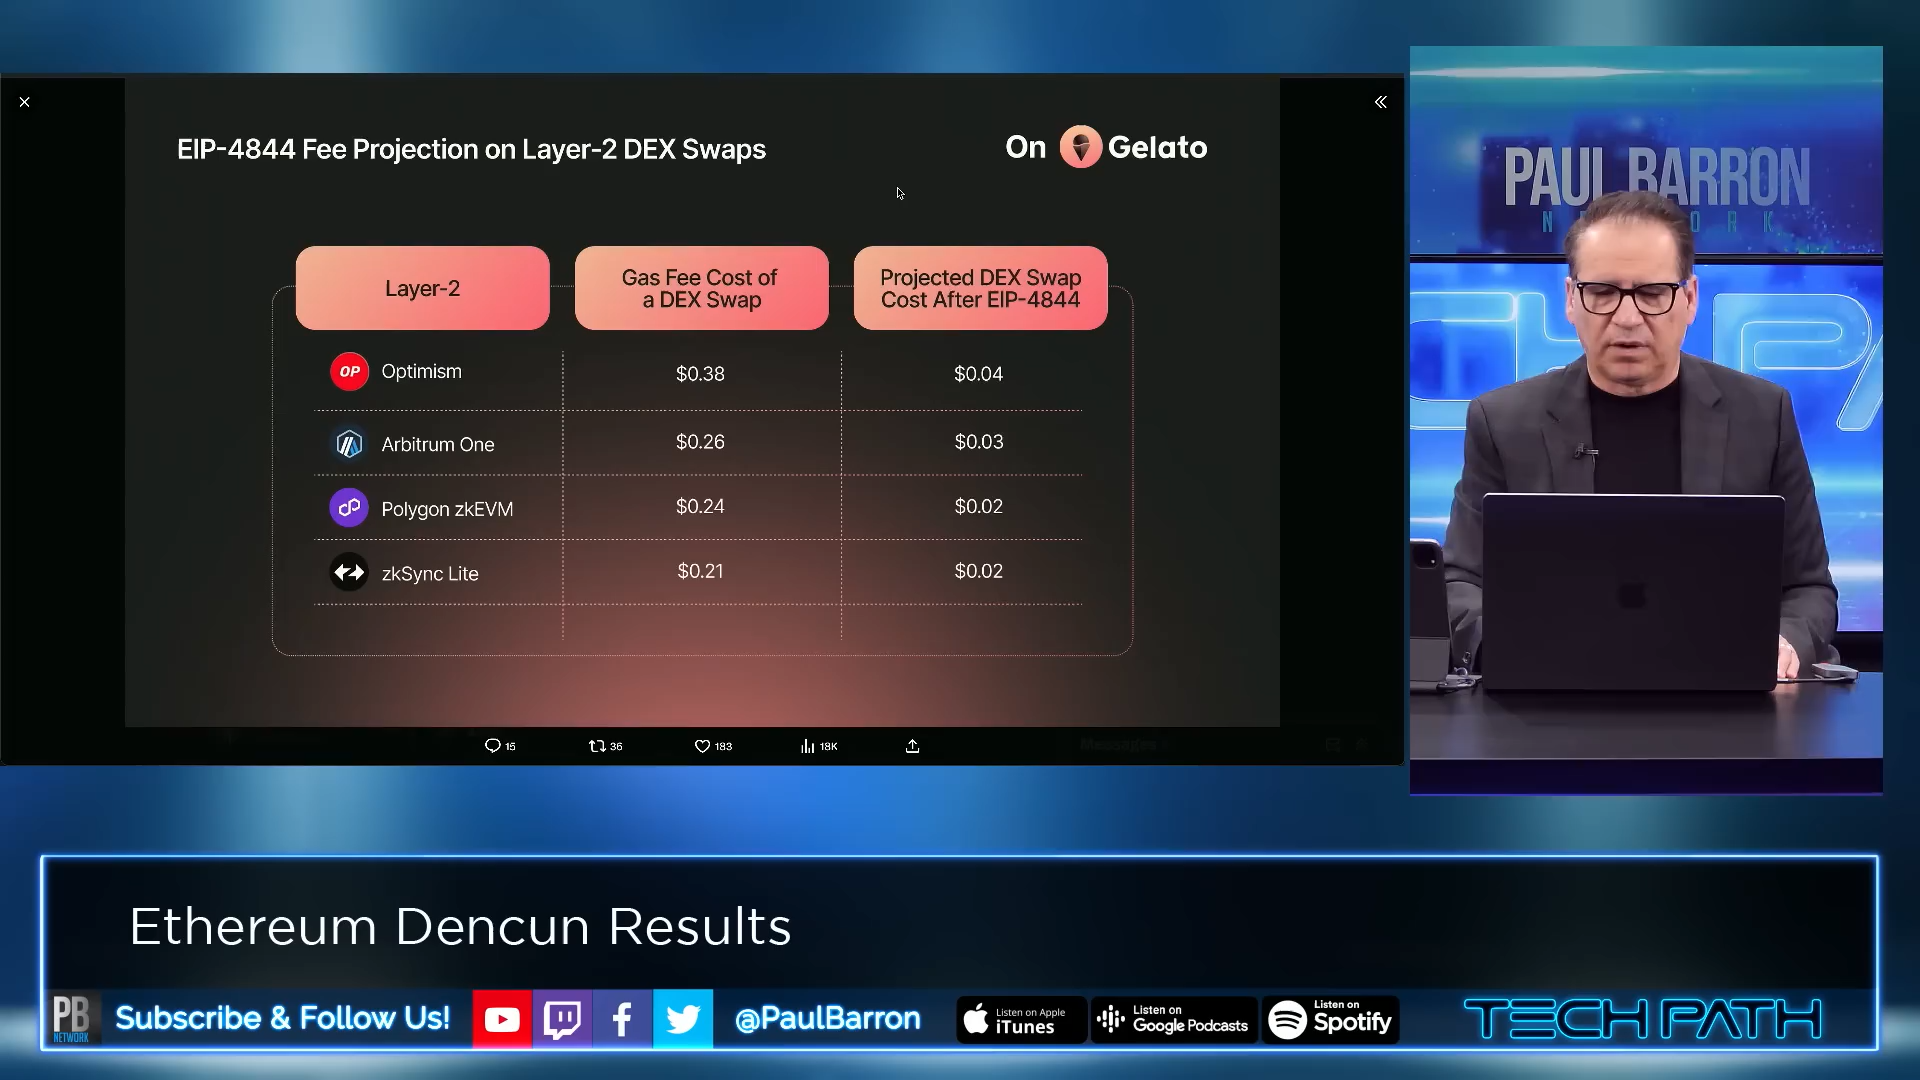 EIP-4844 Fee Projection on Layer-2 DEX Swaps
On Gelato
Layer-2
Gas Fee Cost of
a DEX Swap
Projected DEX Swap
Cost After EIP-4844
OP Optimism $0.38 $0.04
Arbitrum One $0.26 $0.03
Polygon zkEVM $0.24 $0.02
zkSync Lite $0.21 $0.02
15 36 183 18K
Messages
PAUL BARRON
NETWORK
Ethereum Dencun Results
PB
NETWORK
Subscribe & Follow Us!
@PaulBarron
Listen on Apple
iTunes
Listen on
Google Podcasts
Listen on
Spotify
TECH PATH